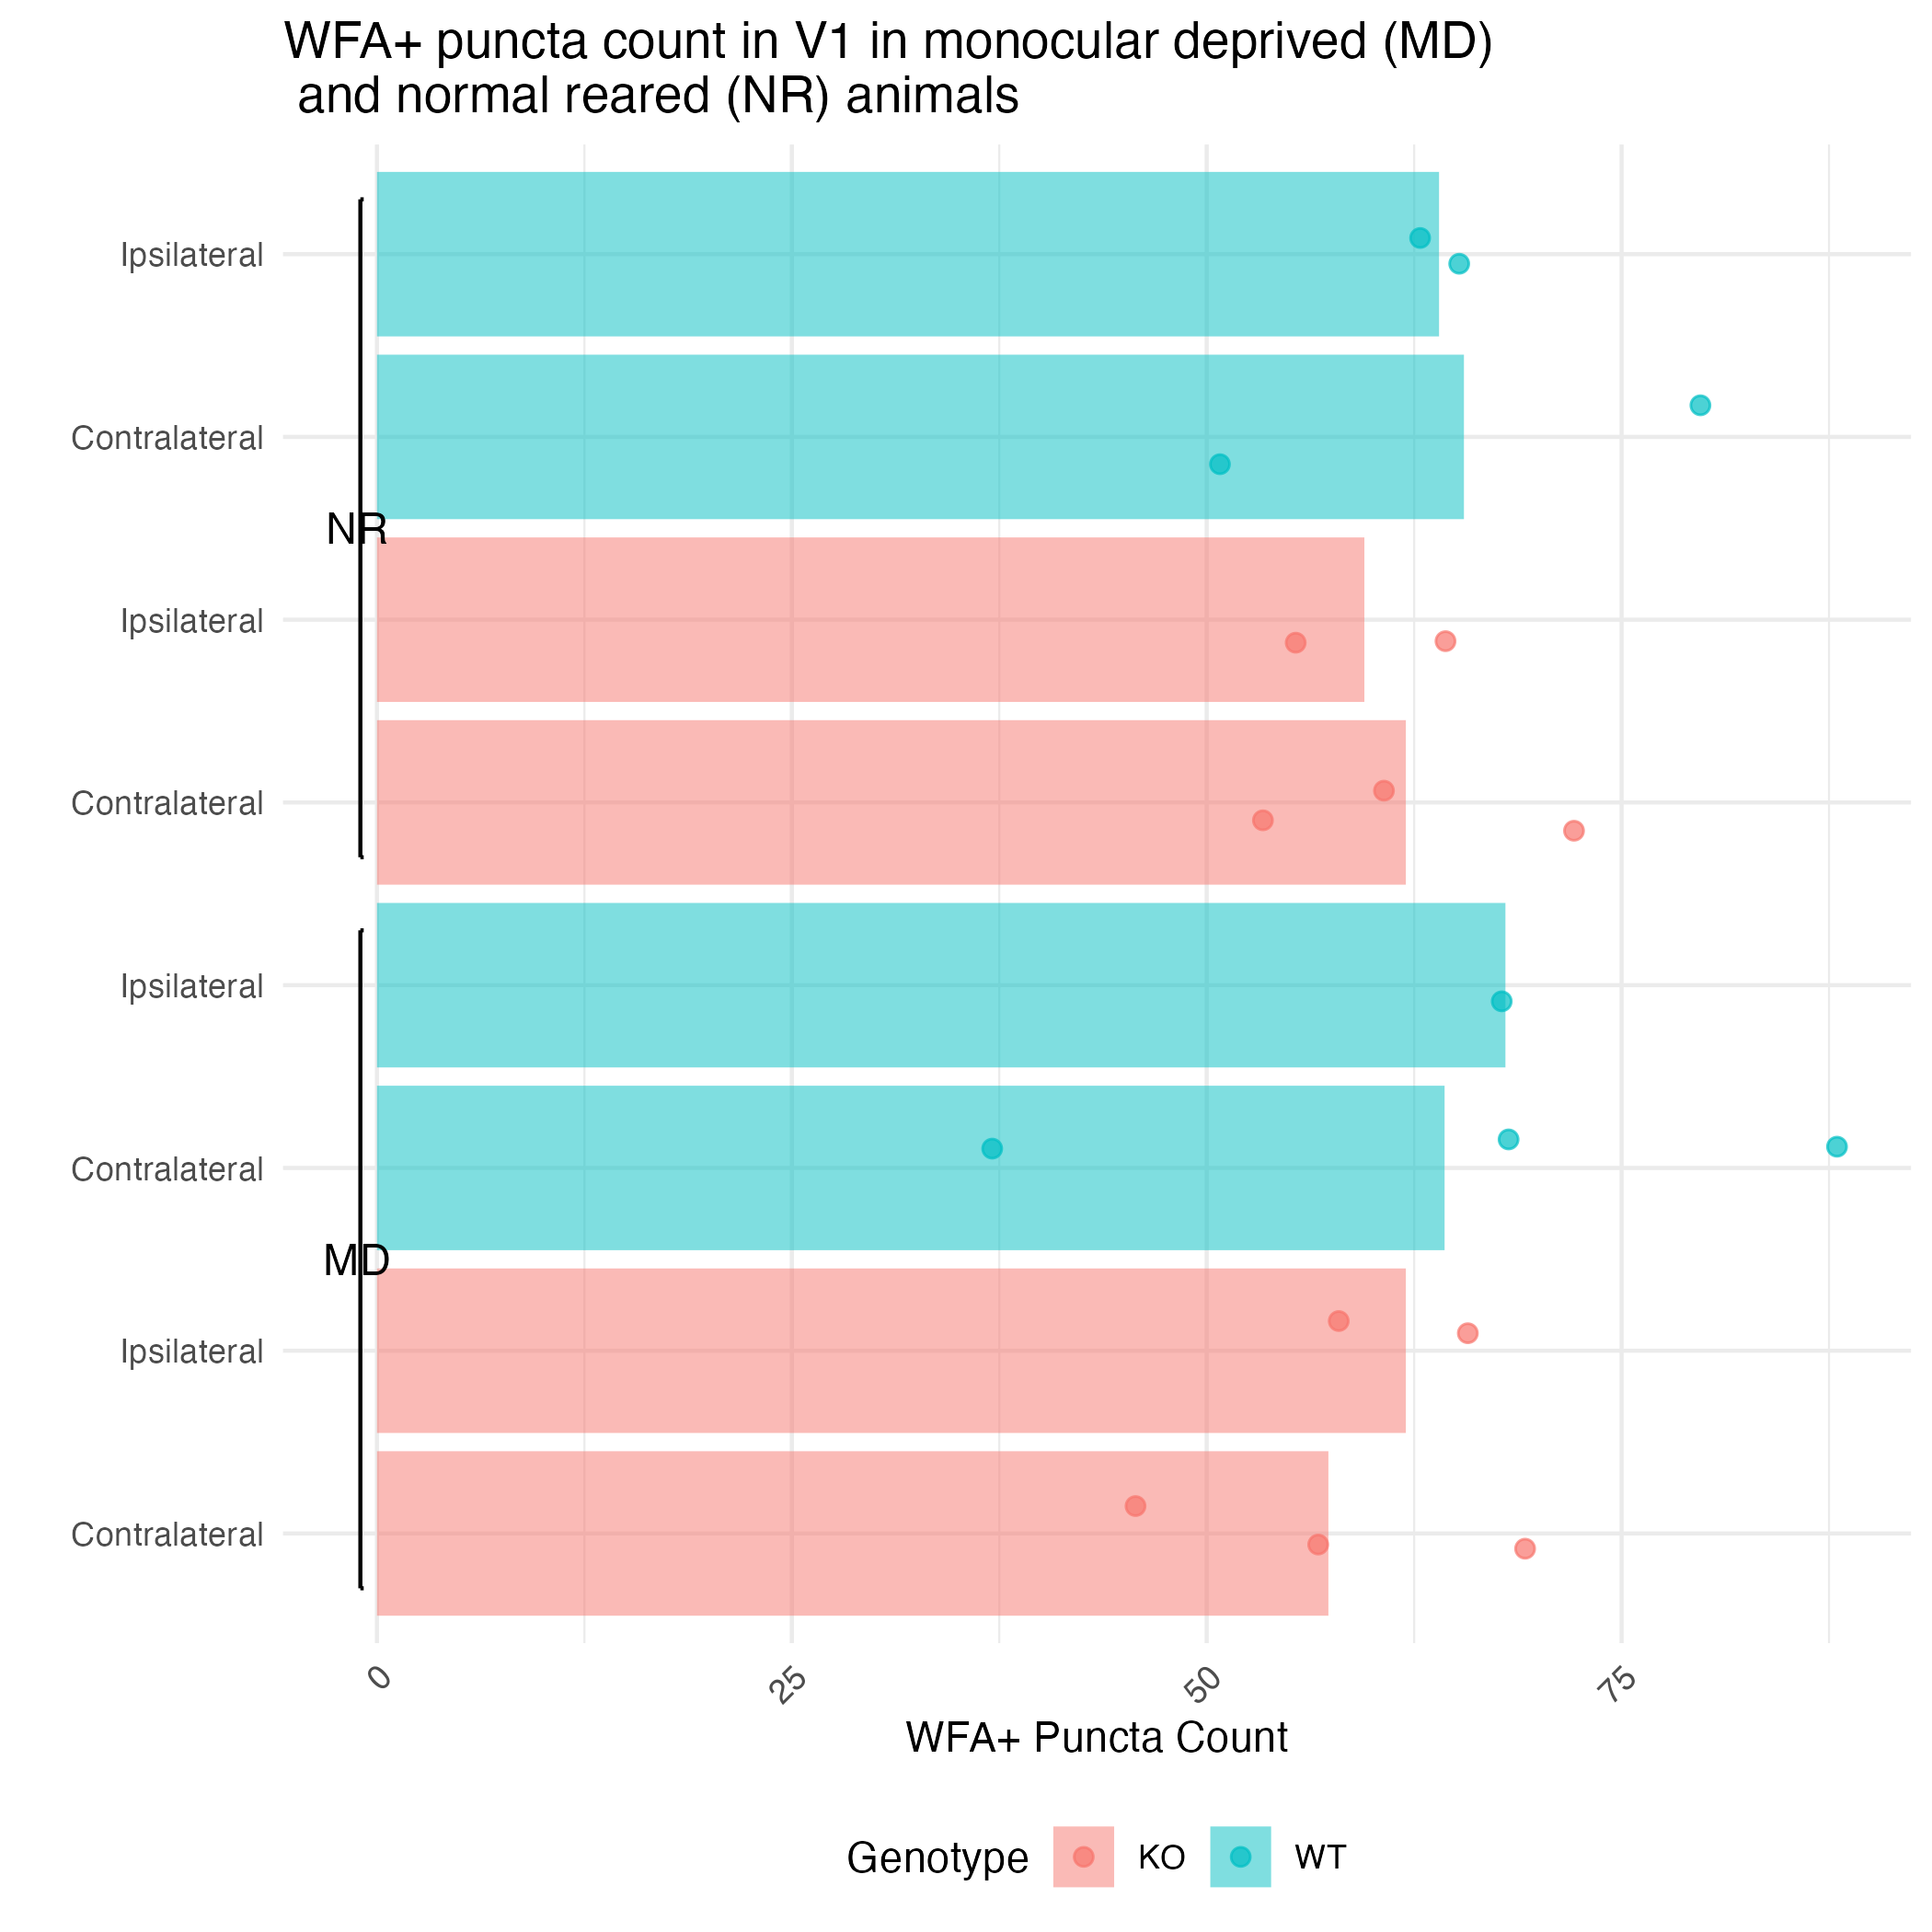 WFA+ puncta count in V1 in monocular deprived (MD)
and normal reared (NR) animals
Ipsilateral
Contralateral
NR
Ipsilateral
Contralateral
Ipsilateral
Contralateral
MD
Ipsilateral
Contralateral
0 25 50 75
WFA+ Puncta Count
Genotype KO WT